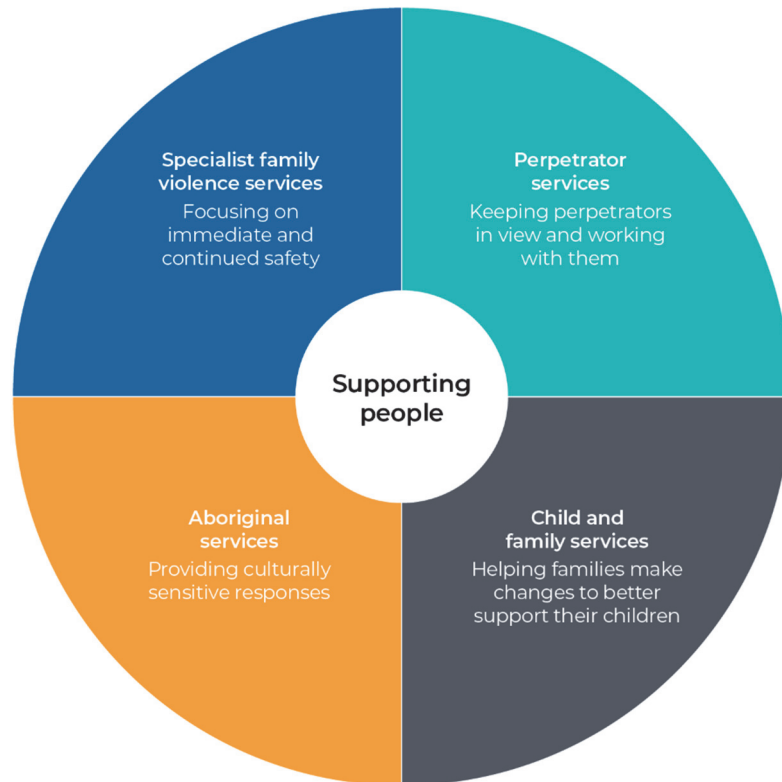 Specialist family
violence services
Focusing on
immediate and
continued safety
Perpetrator
services
Keeping perpetrators
in view and working
with them
Supporting
people
Aboriginal
services
Providing culturally
sensitive responses
Child and
family services
Helping families make
changes to better
support their children